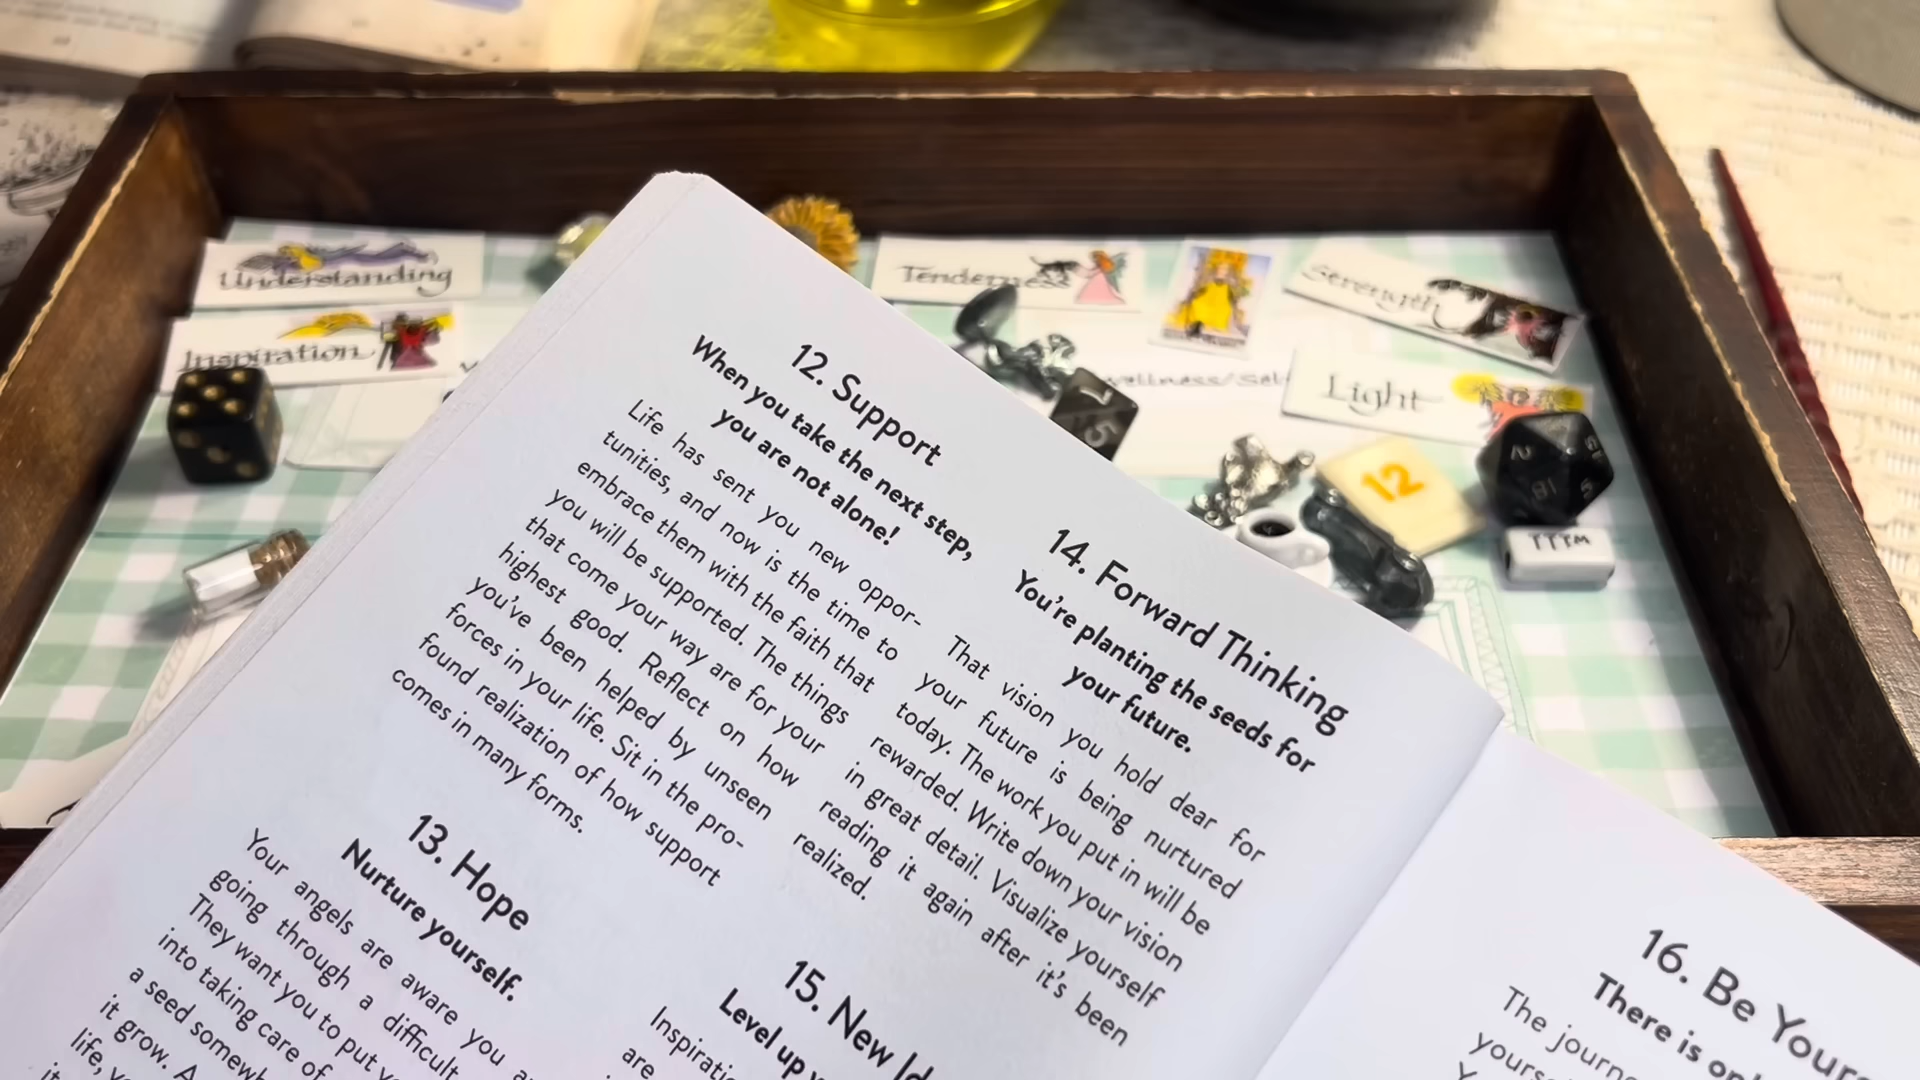 Understanding
Inspiration
Tenderness
Strength
Light
12
TTTM
12. Support
When you take the next step,
you are not alone!
Life has sent you new oppor-
tunities, and now is the time to
embrace them with the faith that
you will be supported. The things
that come your way are for your
highest good. Reflect on how
you've been helped by unseen
forces in your life. Sit in the pro-
found realization of how support
comes in many forms.
13. Hope
Nurture yourself.
Your angels are aware you
going through a difficult
They want you to put
into taking care of
a seed
it grow. A
life,
14. Forward Thinking
You're planting the seeds for
your future.
That vision you hold dear for
your future is being nurtured
today. The work you put in will be
rewarded. Write down your vision
in great detail. Visualize yourself
reading it again after it's been
realized.
15. New
Level up
are
16. Be
There is
The